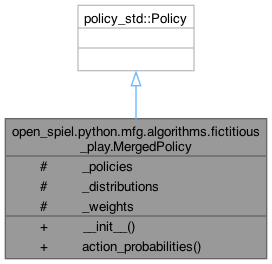 policy_std::Policy
open_spiel.python.mfg.algorithms.fictitious
_play.MergedPolicy
# _policies
# _distributions
# _weights
+ __init__()
+ action_probabilities()